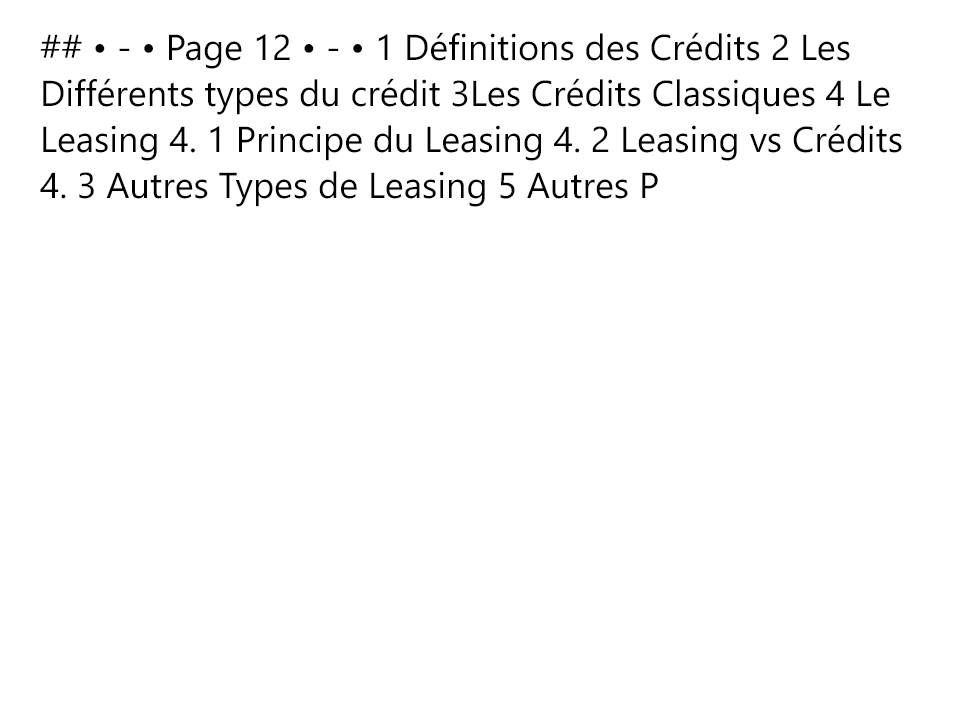 ## • - • Page 12 • - • 1 Définitions des Crédits 2 Les
Différents types du crédit 3Les Crédits Classiques 4 Le
Leasing 4. 1 Principe du Leasing 4. 2 Leasing vs Crédits
4. 3 Autres Types de Leasing 5 Autres P